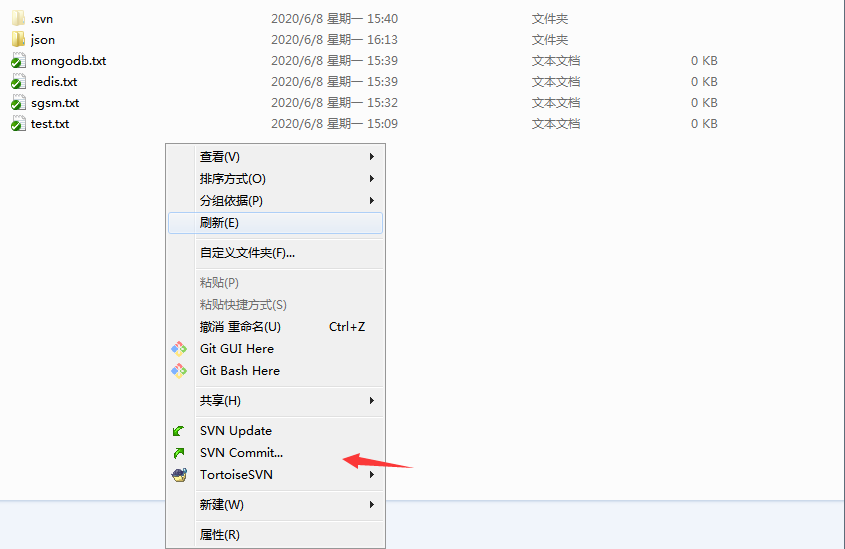 .svn 2020/6/8 星期一 15:40 文件夹
json 2020/6/8 星期一 16:13 文件夹
mongodb.txt 2020/6/8 星期一 15:39 文本文档 0 KB
redis.txt 2020/6/8 星期一 15:39 文本文档 0 KB
sgsm.txt 2020/6/8 星期一 15:32 文本文档 0 KB
test.txt 2020/6/8 星期一 15:09 文本文档 0 KB
查看(V)
排序方式(O)
分组依据(P)
刷新(E)
自定义文件夹(F)...
粘贴(P)
粘贴快捷方式(S)
撤消 重命名(U) Ctrl+Z
Git GUI Here
Git Bash Here
共享(H)
SVN Update
SVN Commit...
TortoiseSVN
新建(W)
属性(R)